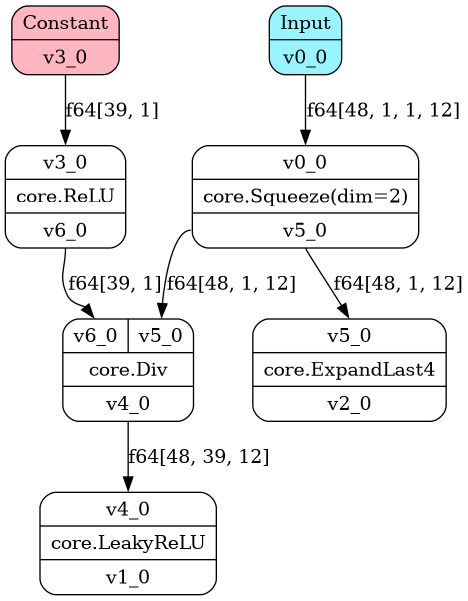 Constant
v3_0
Input
v0_0
f64[39, 1]
f64[48, 1, 1, 12]
v3_0
core.ReLU
v6_0
v0_0
core.Squeeze(dim=2)
v5_0
f64[39, 1]
f64[48, 1, 12]
f64[48, 1, 12]
v6_0
v5_0
core.Div
v4_0
v5_0
core.ExpandLast4
v2_0
f64[48, 39, 12]
v4_0
core.LeakyReLU
v1_0